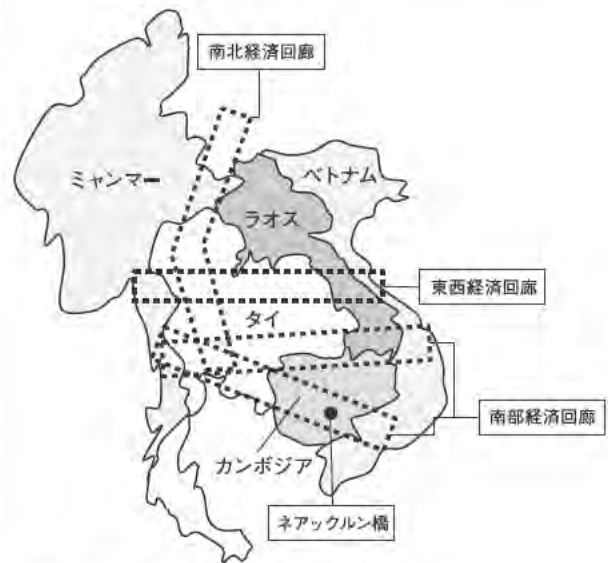 南北経済回廊
ミャンマー
ベトナム
ラオス
東西経済回廊
タイ
南部経済回廊
カンボジア
ネアックルン橋